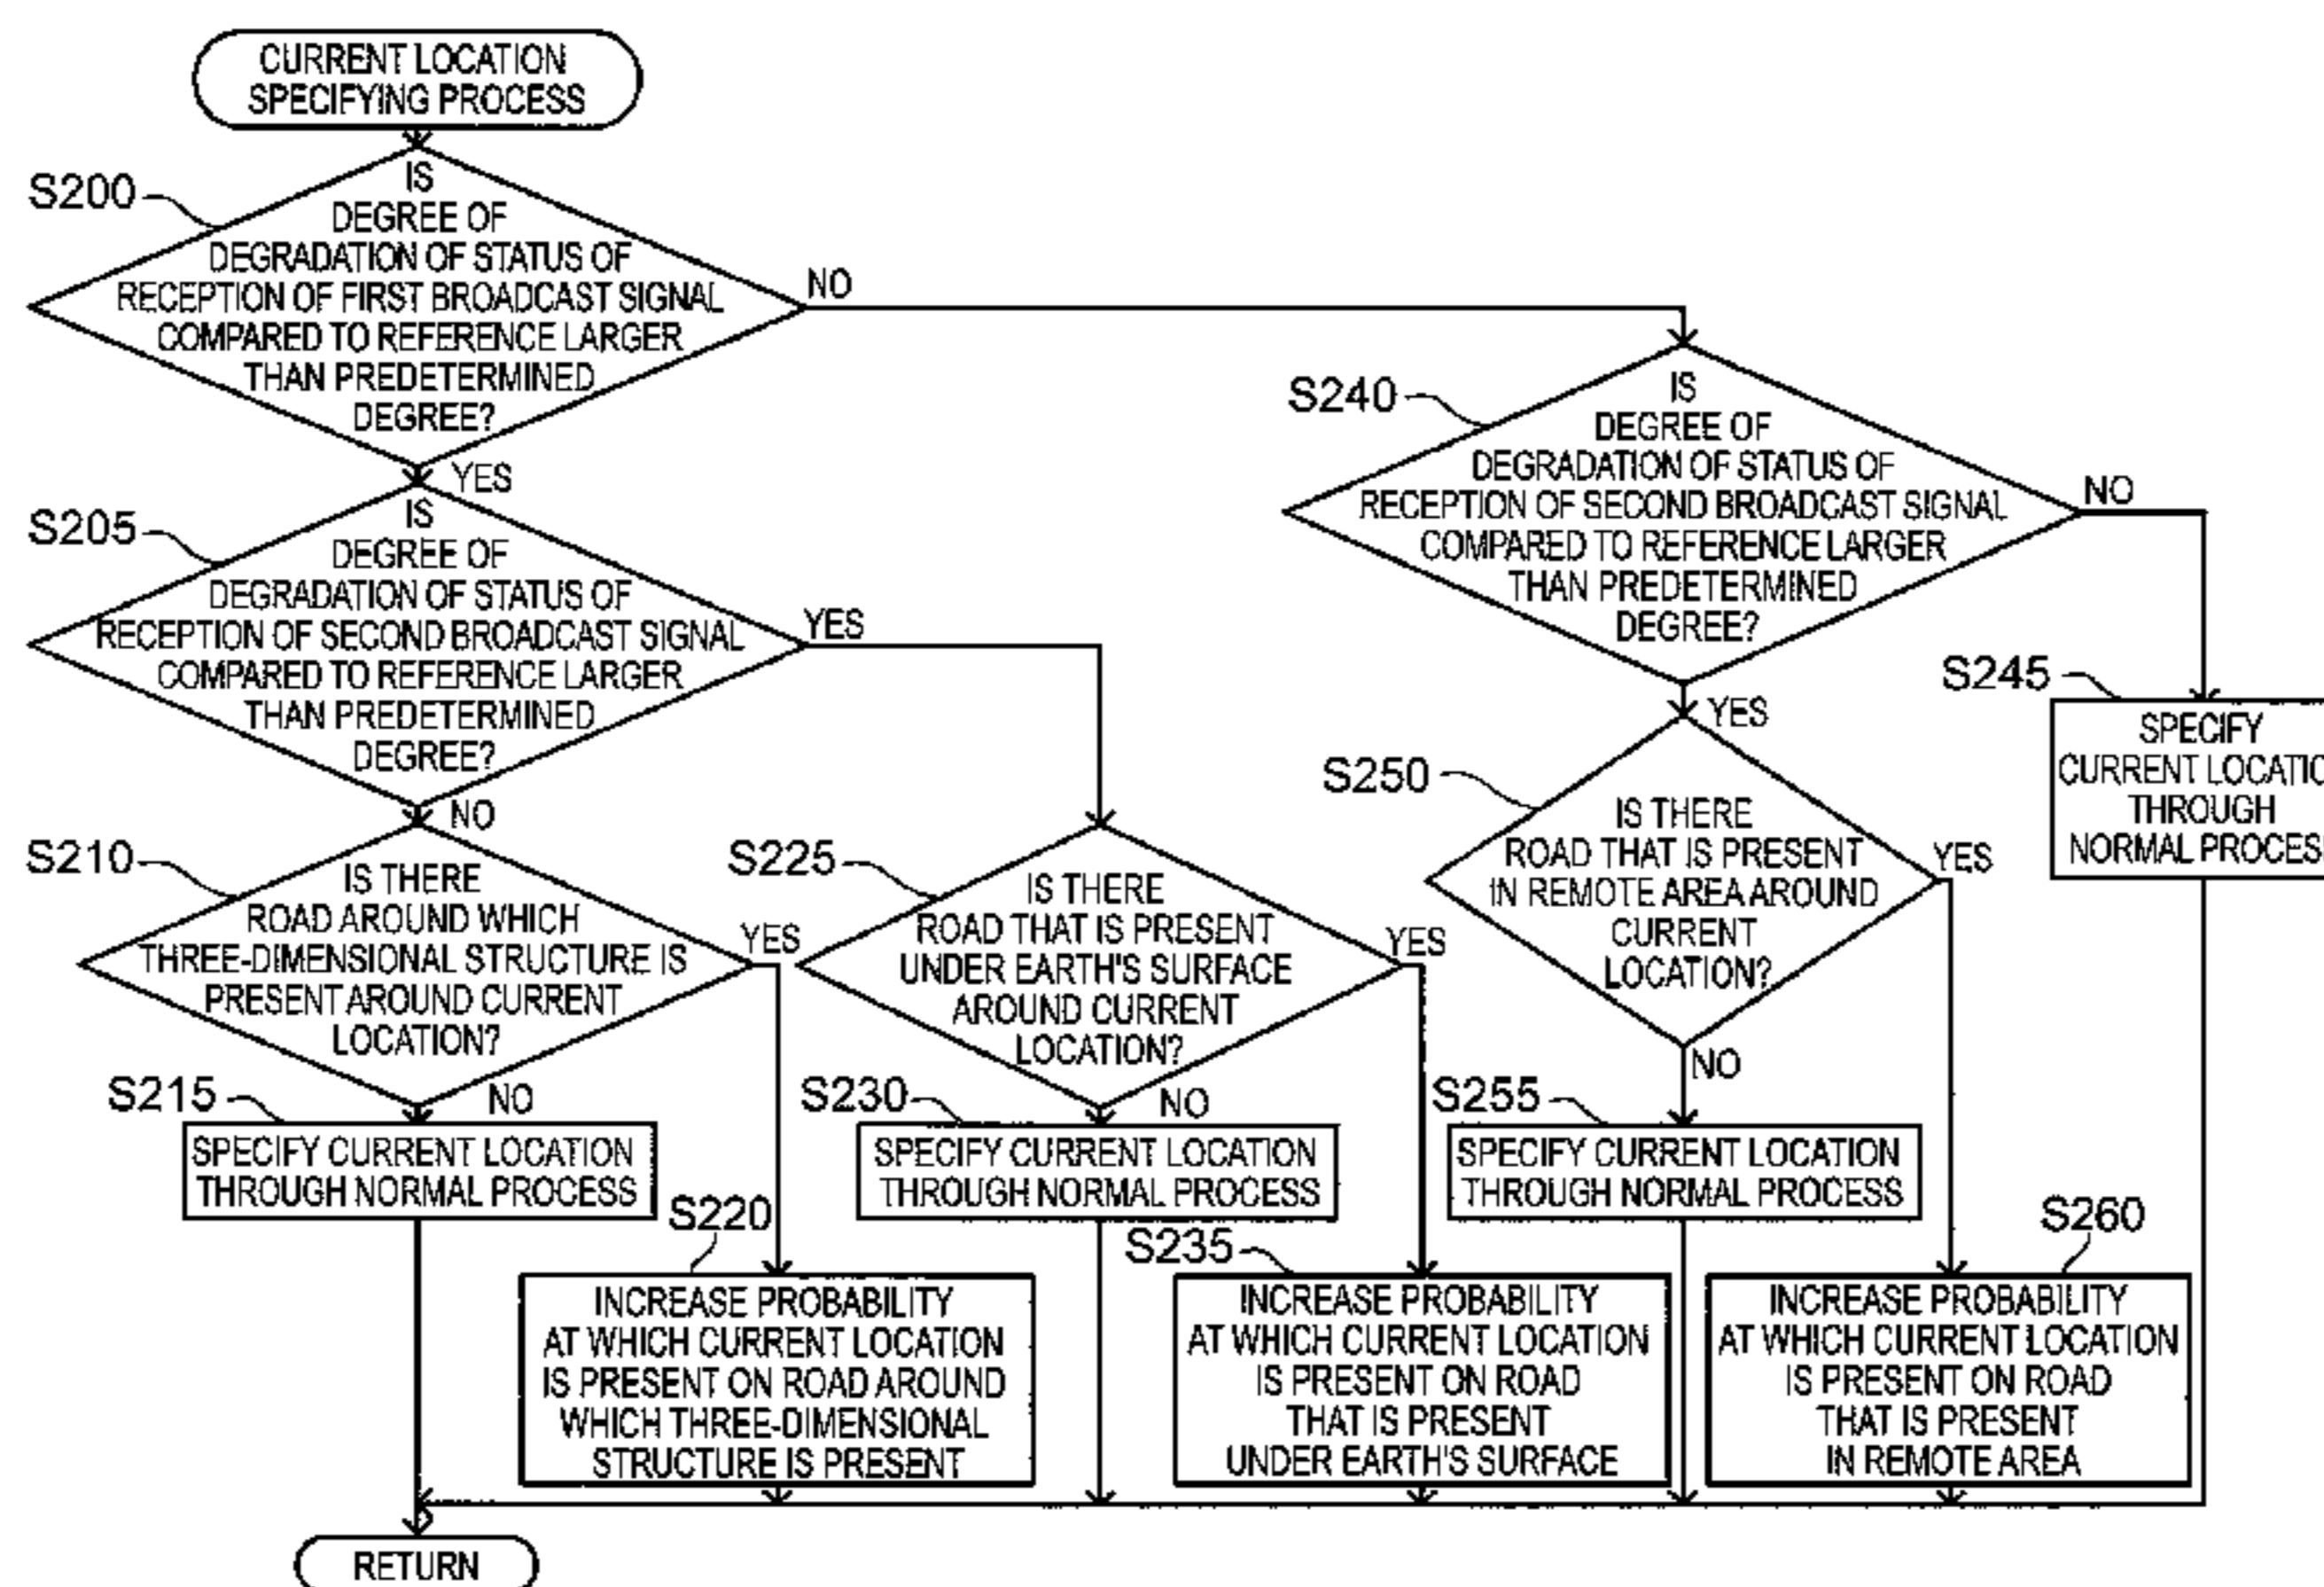 CURRENT LOCATION
SPECIFYING PROCESS
S200
IS
DEGREE OF
DEGRADATION OF STATUS OF
RECEPTION OF FIRST BROADCAST SIGNAL
COMPARED TO REFERENCE LARGER
THAN PREDETERMINED
DEGREE?
NO
YES
S205
IS
DEGREE OF
DEGRADATION OF STATUS OF
RECEPTION OF SECOND BROADCAST SIGNAL
COMPARED TO REFERENCE LARGER
THAN PREDETERMINED
DEGREE?
YES
NO
S240
IS
DEGREE OF
DEGRADATION OF STATUS OF
RECEPTION OF SECOND BROADCAST SIGNAL
COMPARED TO REFERENCE LARGER
THAN PREDETERMINED
DEGREE?
NO
YES
S245
SPECIFY
CURRENT LOCATIO
THROUGH
NORMAL PROCES
S210
IS THERE
ROAD AROUND WHICH
THREE-DIMENSIONAL STRUCTURE IS
PRESENT AROUND CURRENT
LOCATION?
YES
NO
S225
IS THERE
ROAD THAT IS PRESENT
UNDER EARTH'S SURFACE
AROUND CURRENT
LOCATION?
YES
NO
S250
IS THERE
ROAD THAT IS PRESENT
IN REMOTE AREA AROUND
CURRENT
LOCATION?
YES
NO
S215
SPECIFY CURRENT LOCATION
THROUGH NORMAL PROCESS
S230
SPECIFY CURRENT LOCATION
THROUGH NORMAL PROCESS
S255
SPECIFY CURRENT LOCATION
THROUGH NORMAL PROCESS
S220
INCREASE PROBABILITY
AT WHICH CURRENT LOCATION
IS PRESENT ON ROAD AROUND
WHICH THREE-DIMENSIONAL
STRUCTURE IS PRESENT
S235
INCREASE PROBABILITY
AT WHICH CURRENT LOCATION
IS PRESENT ON ROAD
THAT IS PRESENT
UNDER EARTH'S SURFACE
S260
INCREASE PROBABILITY
AT WHICH CURRENT LOCATION
IS PRESENT ON ROAD
THAT IS PRESENT
IN REMOTE AREA
RETURN